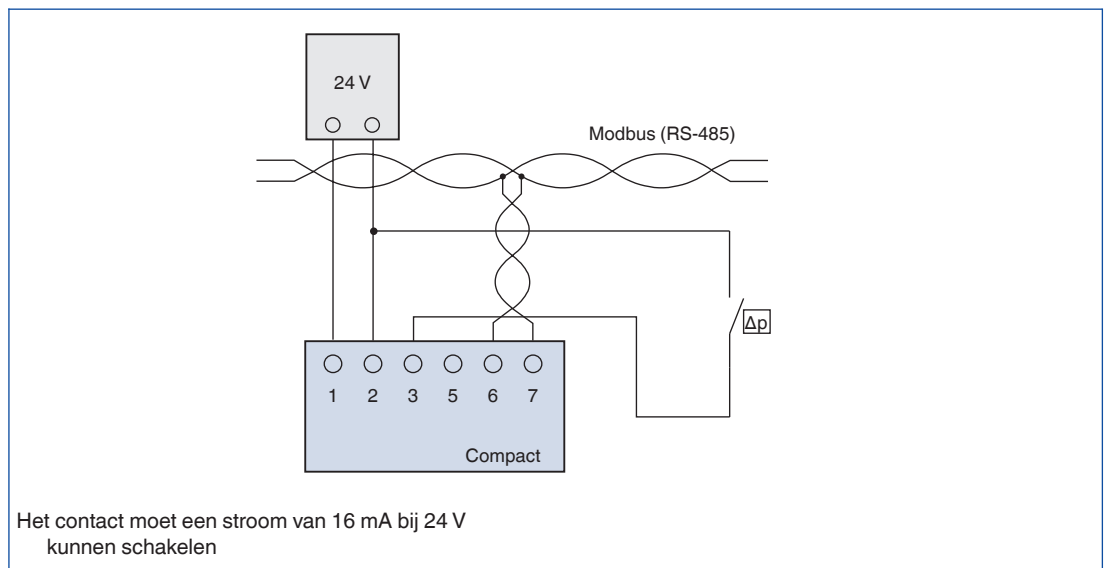 24 V
Modbus (RS-485)
Δp
1 2 3 5 6 7
Compact
Het contact moet een stroom van 16 mA bij 24 V
kunnen schakelen